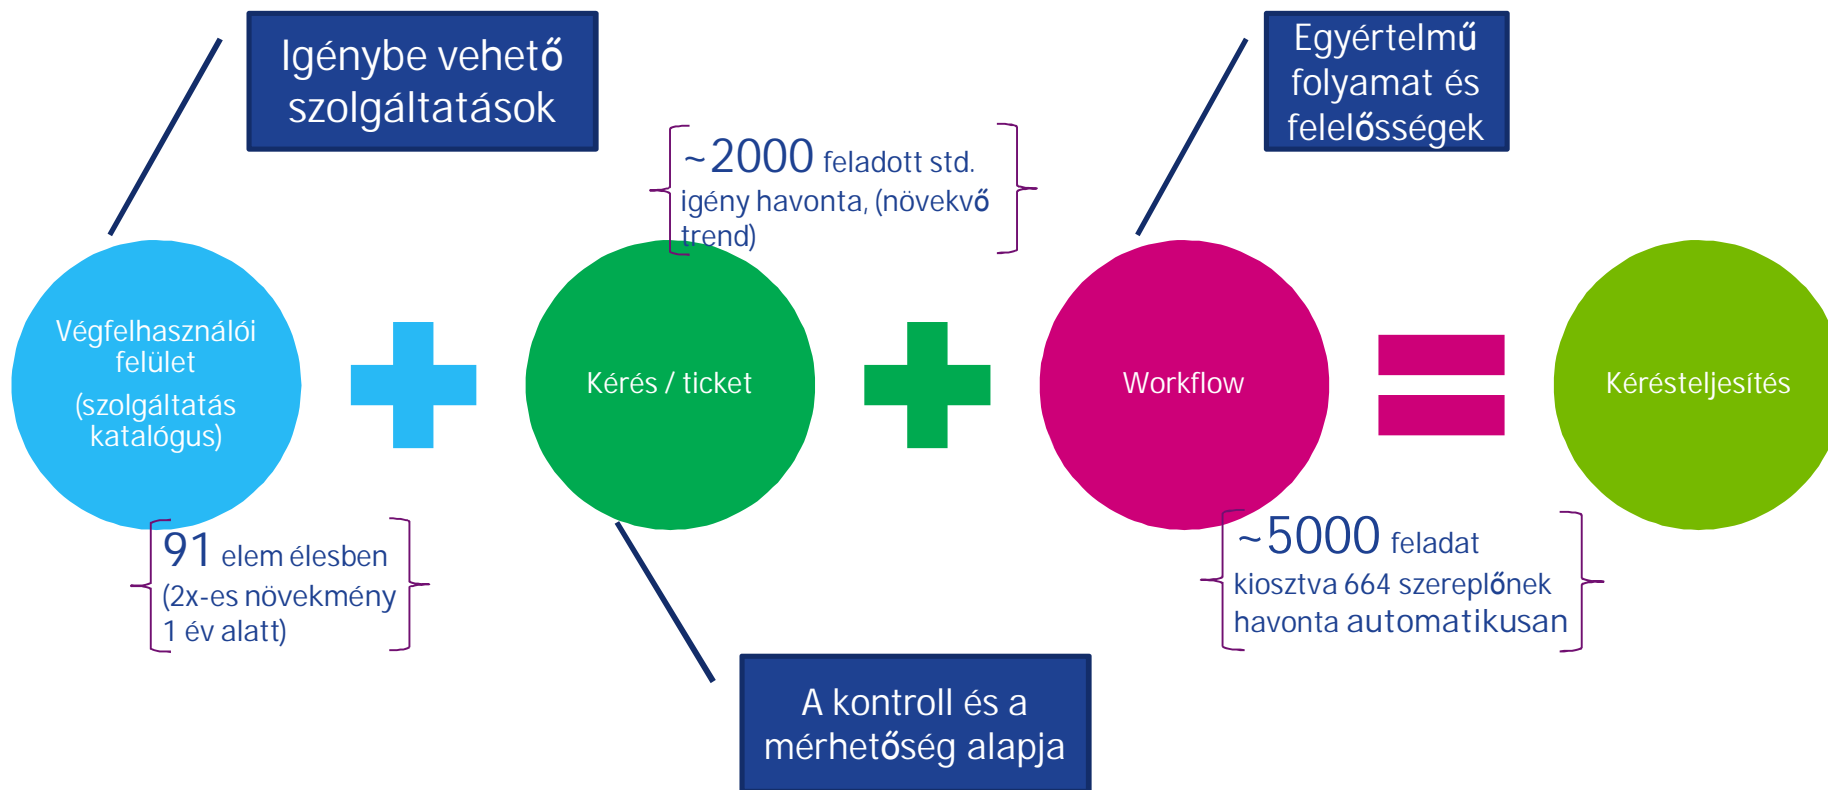 Igénybe vehető
szolgáltatások
Egyértelmű
folyamat és
felelősségek
~2000 feladott std.
igény havonta, (növekvő
trend)
Végfelhasználói
felület
(szolgáltatás
katalógus)
Kérés / ticket
Workflow
Kérésteljesítés
91 elem élesben
(2x-es növekmény
1 év alatt)
~5000 feladat
kiosztva 664 szereplőnek
havonta automatikusan
A kontroll és a
mérhetőség alapja